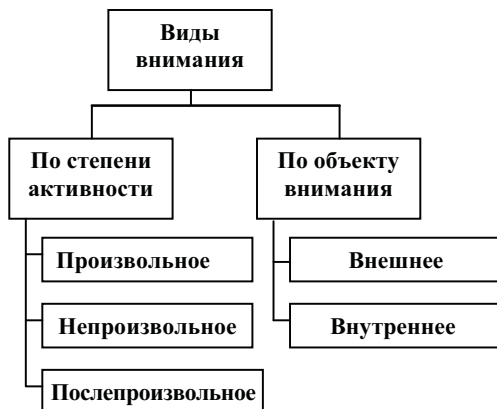 Виды
внимания
По степени
активности
По объекту
внимания
Произвольное
Внешнее
Непроизвольное
Внутреннее
Послепроизвольное